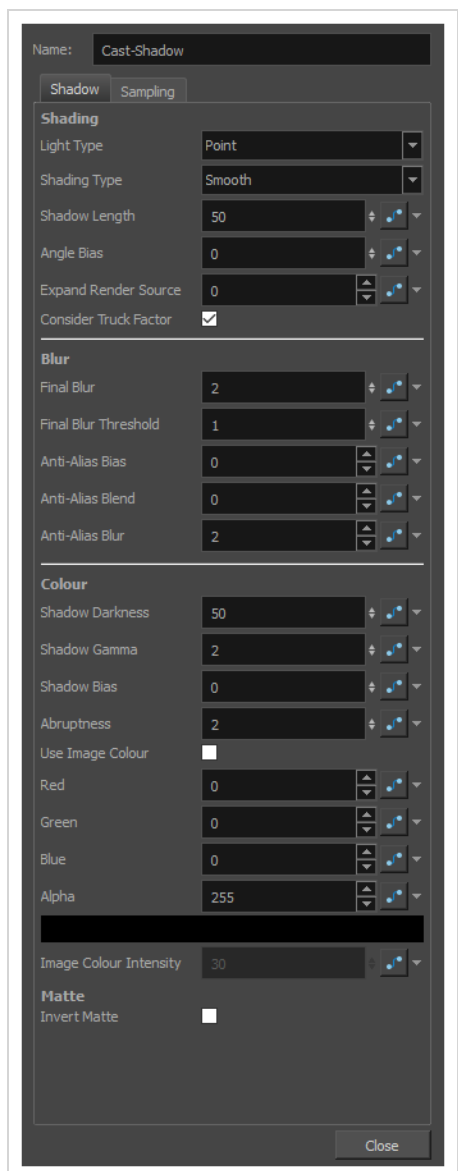 Name: Cast-Shadow
Shadow Sampling
Shading
Light Type Point
Shading Type Smooth
Shadow Length 50
Angle Bias 0
Expand Render Source 0
Consider Truck Factor
Blur
Final Blur 2
Final Blur Threshold 1
Anti-Alias Bias 0
Anti-Alias Blend 0
Anti-Alias Blur 2
Colour
Shadow Darkness 50
Shadow Gamma 2
Shadow Bias 0
Abruptness 2
Use Image Colour
Red 0
Green 0
Blue 0
Alpha 255
Image Colour Intensity 30
Matte
Invert Matte
Close